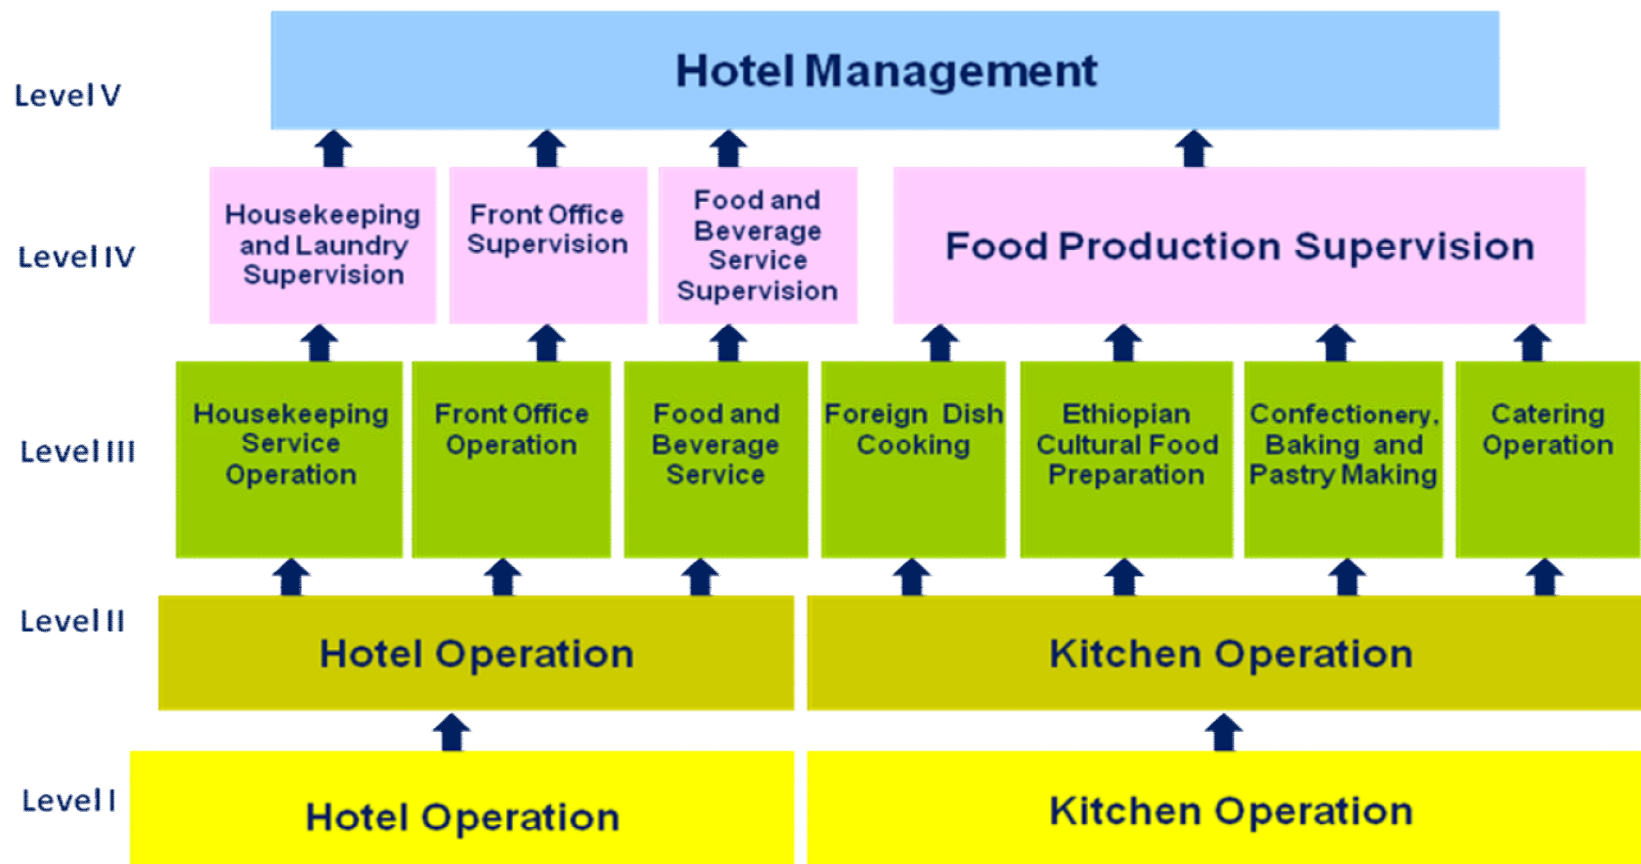 Hotel Management
Level V
Housekeeping
and Laundry
Supervision
Front Office
Supervision
Food and
Beverage
Service
Supervision
Food Production Supervision
Level IV
Housekeeping
Service
Operation
Front Office
Operation
Food and
Beverage
Service
Foreign Dish
Cooking
Ethiopian
Cultural Food
Preparation
Confectionery,
Baking and
Pastry Making
Catering
Operation
Level III
Level II
Hotel Operation
Kitchen Operation
Level I
Hotel Operation
Kitchen Operation